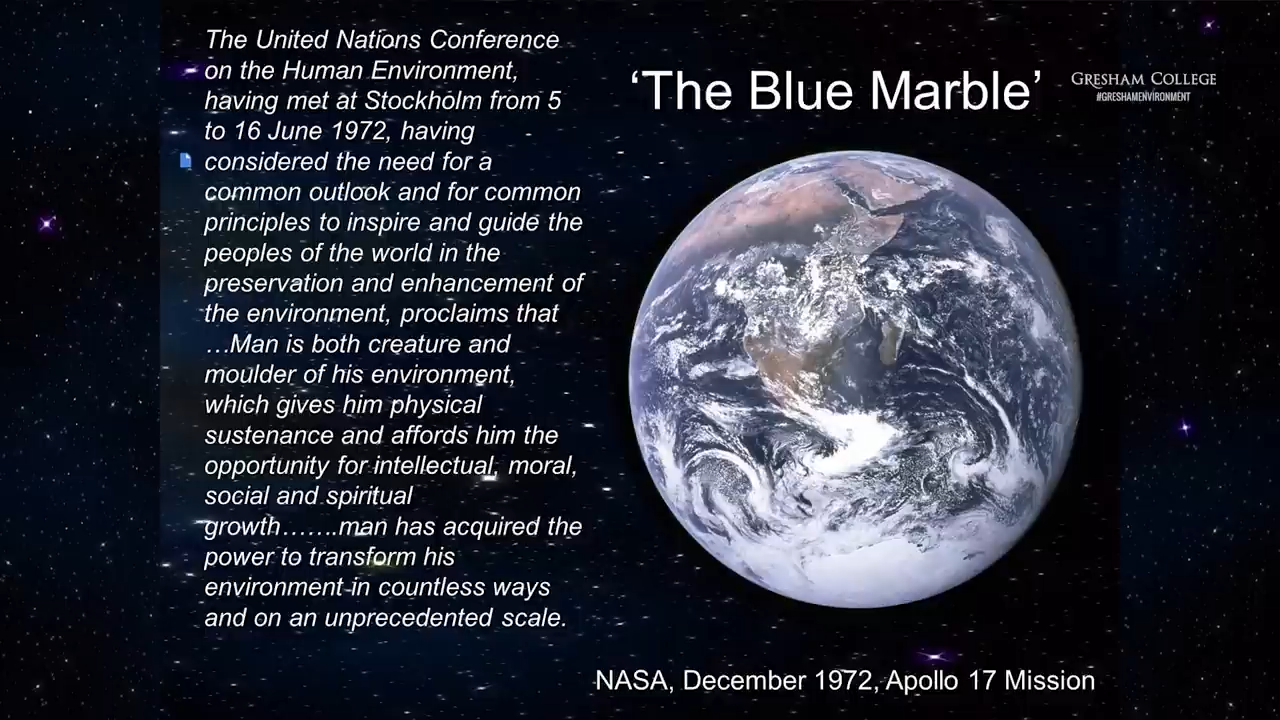 The United Nations Conference
on the Human Environment,
having met at Stockholm from 5
to 16 June 1972, having
considered the need for a
common outlook and for common
principles to inspire and guide the
peoples of the world in the
preservation and enhancement of
the environment, proclaims that
…Man is both creature and
moulder of his environment,
which gives him physical
sustenance and affords him the
opportunity for intellectual, moral,
social and spiritual
growth…….man has acquired the
power to transform his
environment in countless ways
and on an unprecedented scale.
‘The Blue Marble’
GRESHAM COLLEGE
#GRESHAMENVIRONMENT
NASA, December 1972, Apollo 17 Mission